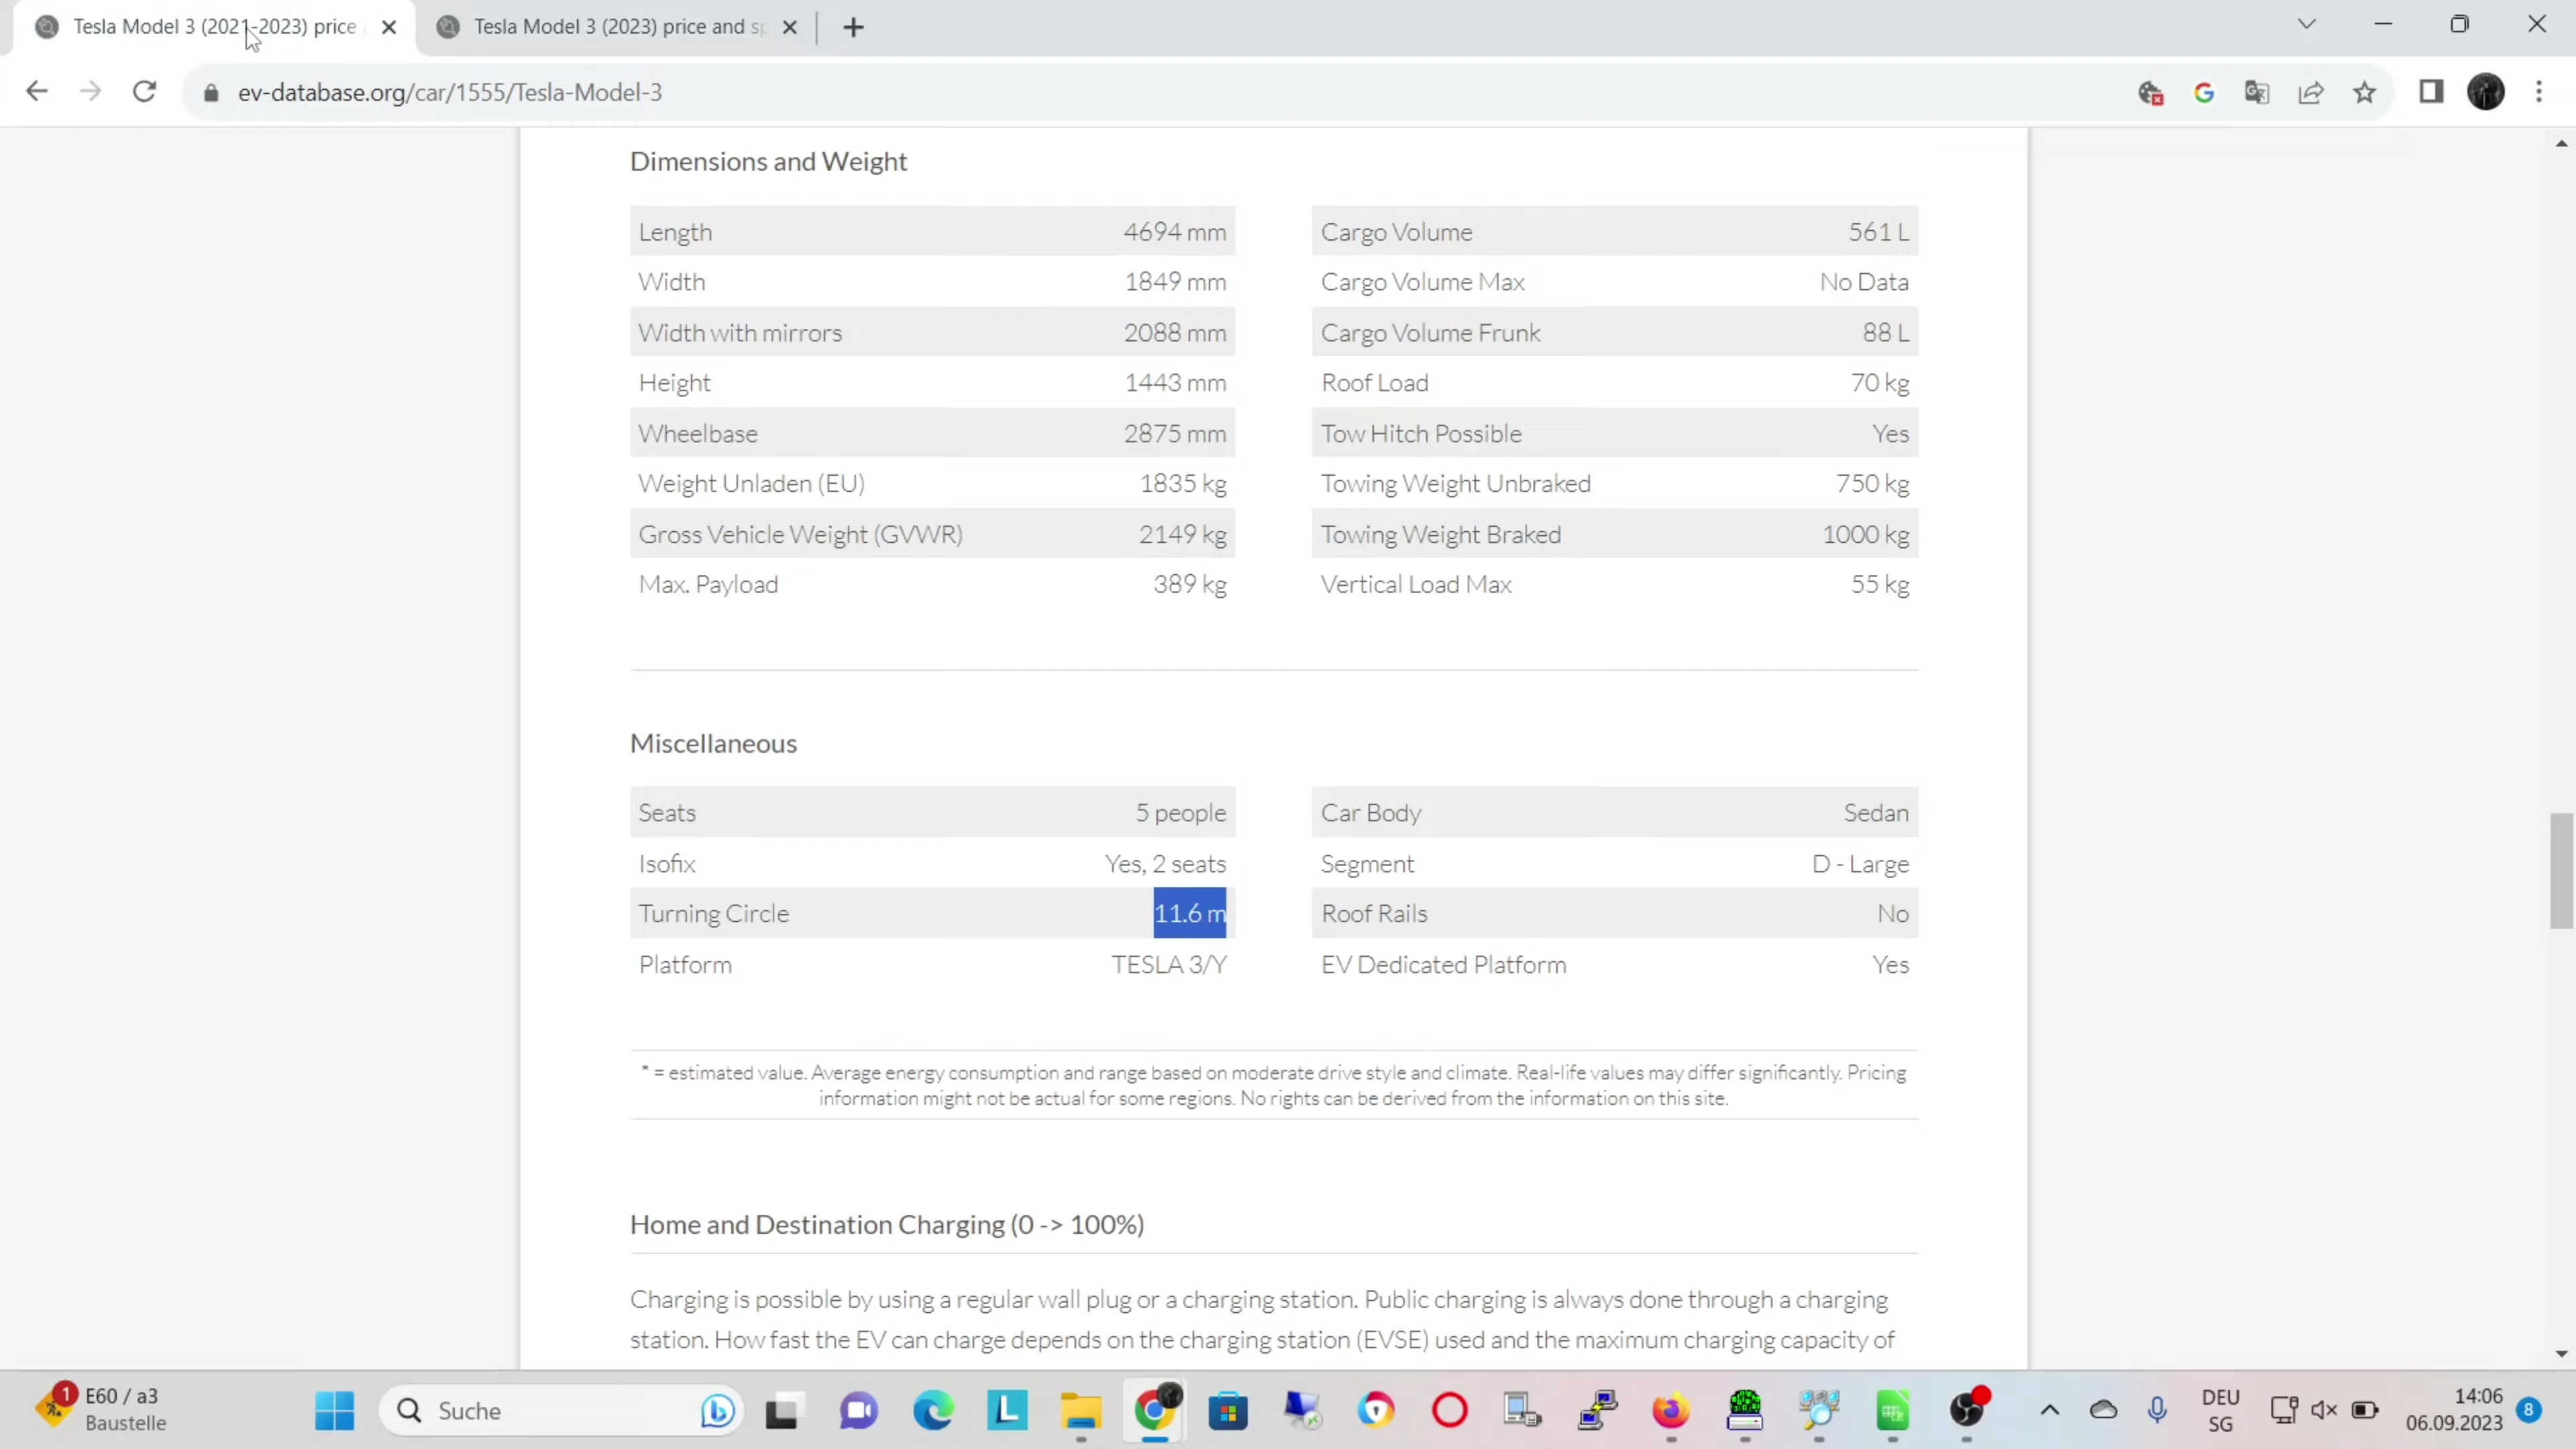 Tesla Model 3 (2021-2023) price
Tesla Model 3 (2023) price and sp
ev-database.org/car/1555/Tesla-Model-3
Dimensions and Weight
Length 4694 mm
Width 1849 mm
Width with mirrors 2088 mm
Height 1443 mm
Wheelbase 2875 mm
Weight Unladen (EU) 1835 kg
Gross Vehicle Weight (GVWR) 2149 kg
Max. Payload 389 kg
Cargo Volume 561 L
Cargo Volume Max No Data
Cargo Volume Frunk 88 L
Roof Load 70 kg
Tow Hitch Possible Yes
Towing Weight Unbraked 750 kg
Towing Weight Braked 1000 kg
Vertical Load Max 55 kg
Miscellaneous
Seats 5 people
Isofix Yes, 2 seats
Turning Circle 11.6 m
Platform TESLA 3/Y
Car Body Sedan
Segment D - Large
Roof Rails No
EV Dedicated Platform Yes
* = estimated value. Average energy consumption and range based on moderate drive style and climate. Real-life values may differ significantly. Pricing
information might not be actual for some regions. No rights can be derived from the information on this site.
Home and Destination Charging (0 -> 100%)
Charging is possible by using a regular wall plug or a charging station. Public charging is always done through a charging
station. How fast the EV can charge depends on the charging station (EVSE) used and the maximum charging capacity of
1
E60 / a3
Baustelle
Suche
L
DEU
SG
14:06
06.09.2023
8